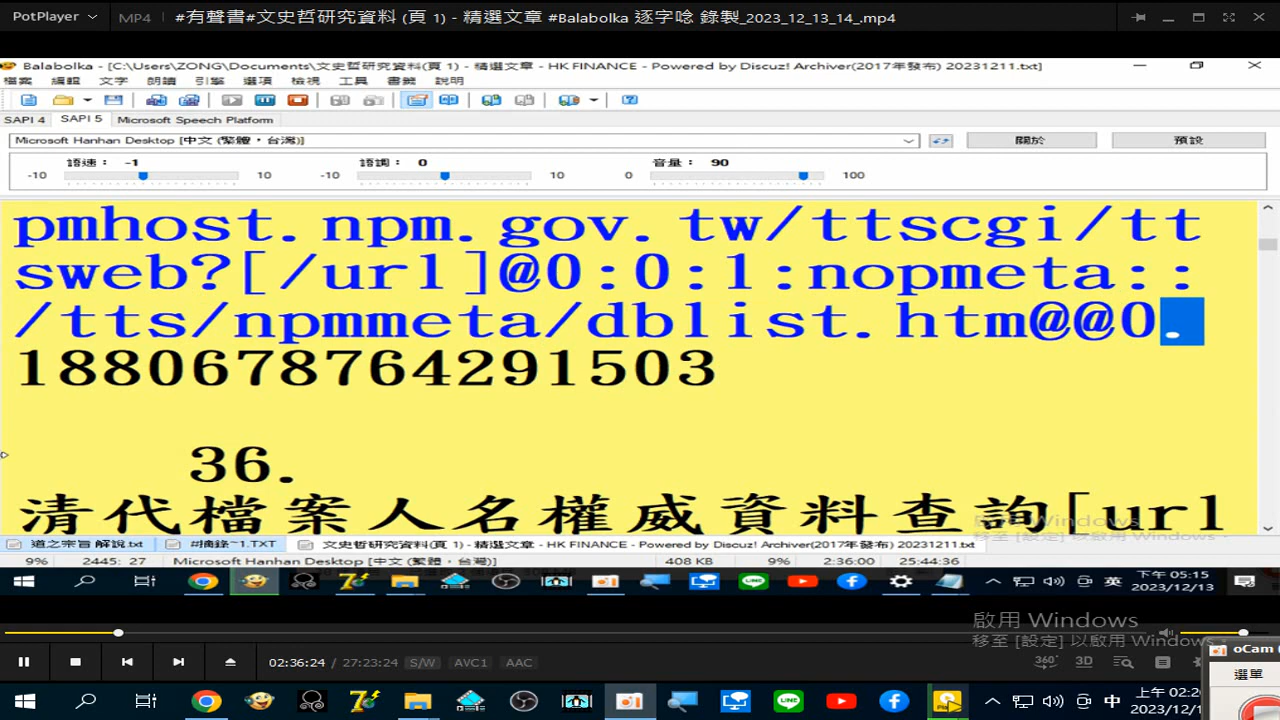 PotPlayer MP4 #有聲書#文史哲研究資料 (頁 1) - 精選文章 #Balabolka 逐字唸 錄製_2023_12_13_14_.mp4
Balabolka - [C:\Users\ZONG\Documents\文史哲研究資料(頁 1) - 精選文章 - HK FINANCE - Powered by Discuz! Archiver(2017年發布) 20231211.txt]
檔案 編輯 文字 朗讀 引擎 選項 檢視 工具 書籤 說明
SAPI 4 SAPI 5 Microsoft Speech Platform
Microsoft Hanhan Desktop [中文 (繁體，台灣)] 關於 預設
語速： -1 語調： 0 音量： 90
-10 10 -10 10 0 100
pmhost.npm.gov.tw/ttscgi/tt
sweb?[/url]@0:0:1:nopmeta::
/tts/npmmeta/dblist.htm@@0.
1880678764291503
36.
清代檔案人名權威資料查詢[url
啟用 Windows
移至 [設定] 以啟用 Windows。
道之宗旨 解說.txt #摘錄~1.TXT 文史哲研究資料(頁 1) - 精選文章 - HK FINANCE - Powered by Discuz! Archiver(2017年發布) 20231211.txt
9% 2445: 27 Microsoft Hanhan Desktop [中文 (繁體，台灣)] 408 KB 9% 2:36:00 25:44:36
英 下午 05:15
2023/12/13
啟用 Windows
移至 [設定] 以啟用 Windows。
02:36:24 / 27:23:24 S/W AVC1 AAC 360° 3D
oCam
選單
中 上午 02:2
2023/12/1